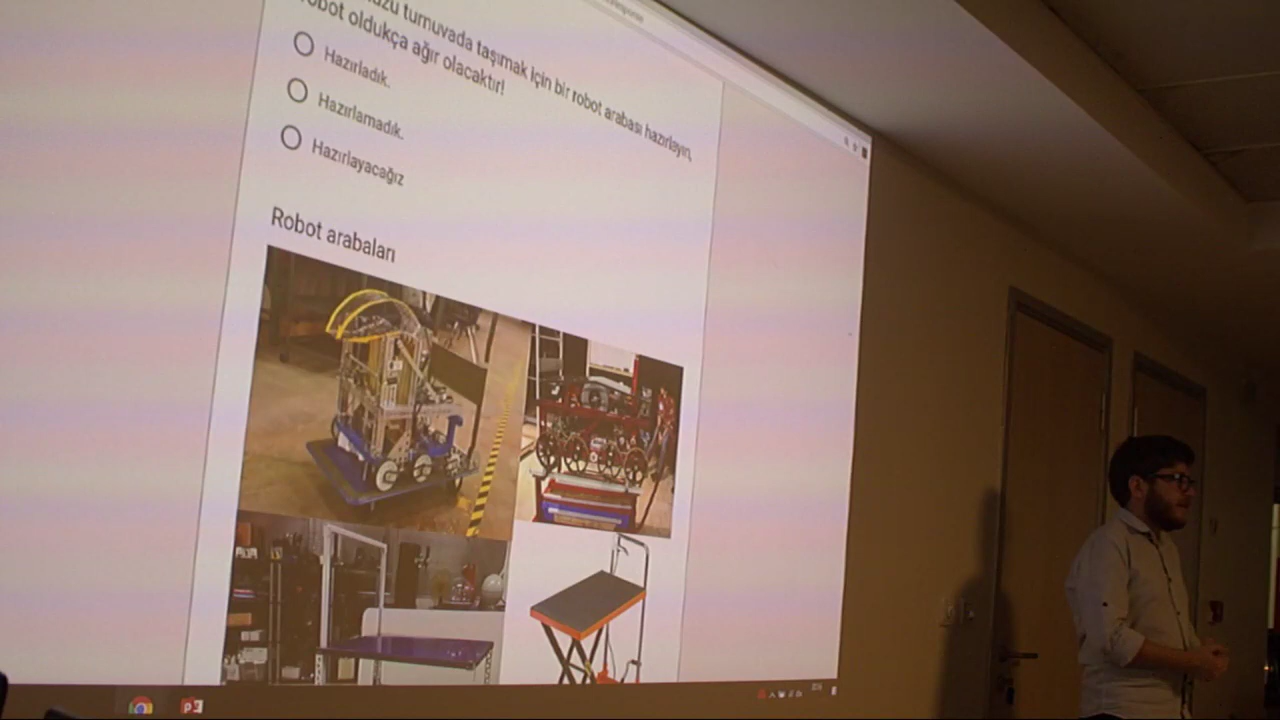 turnuvada taşımak için bir robot arabası hazırlayın,
robot oldukça ağır olacaktır!
Hazırladık.
Hazırlamadık.
Hazırlayacağız
Robot arabaları